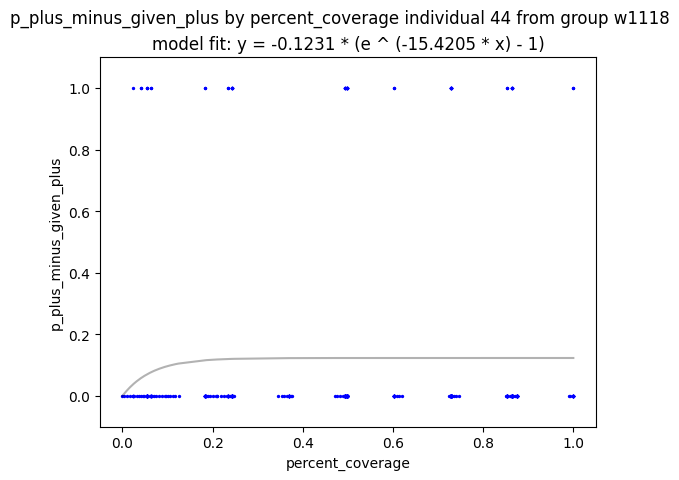 p_plus_minus_given_plus by percent_coverage individual 44 from group w1118
model fit: y = -0.1231 * (e ^ (-15.4205 * x) - 1)
1.0
0.8
0.6
0.4
0.2
0.0
p_plus_minus_given_plus
0.0 0.2 0.4 0.6 0.8 1.0
percent_coverage